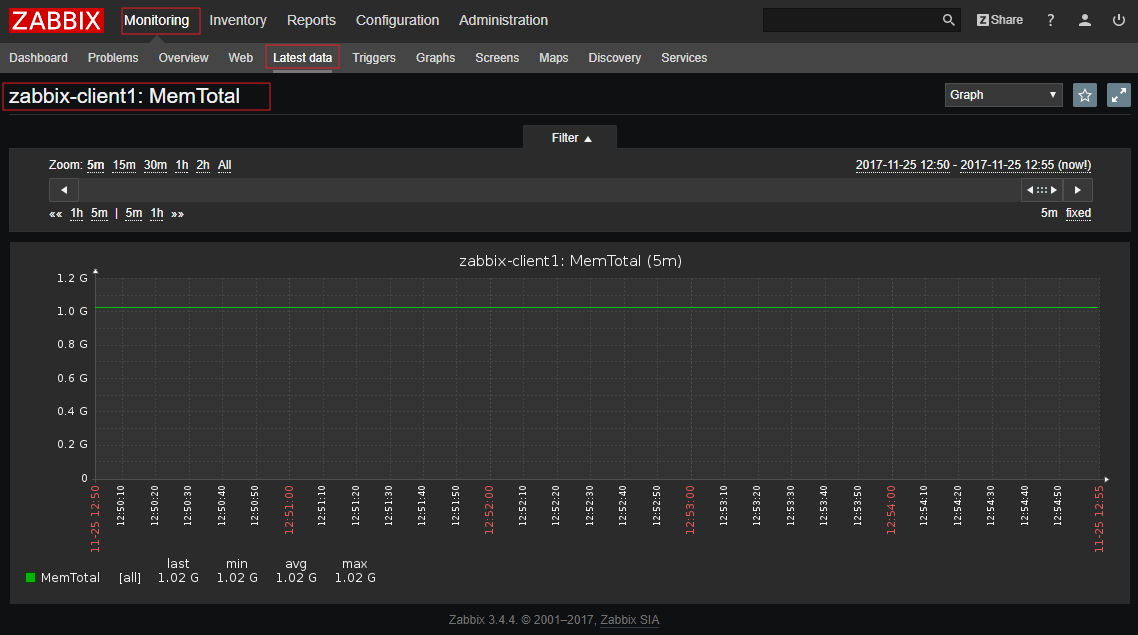 ZABBIX Monitoring Inventory Reports Configuration Administration Z Share ?
Dashboard Problems Overview Web Latest data Triggers Graphs Screens Maps Discovery Services
zabbix-client1: MemTotal Graph ▼
Filter ▲
Zoom: 5m 15m 30m 1h 2h All 2017-11-25 12:50 - 2017-11-25 12:55 (now!)
«« 1h 5m | 5m 1h »» 5m fixed
zabbix-client1: MemTotal (5m)
1.2 G
1.0 G
0.8 G
0.6 G
0.4 G
0.2 G
0
11-25 12:50 12:50:10 12:50:20 12:50:30 12:50:40 12:50:50 12:51:00 12:51:10 12:51:20 12:51:30 12:51:40 12:51:50 12:52:00 12:52:10 12:52:20 12:52:30 12:52:40 12:52:50 12:53:00 12:53:10 12:53:20 12:53:30 12:53:40 12:53:50 12:54:00 12:54:10 12:54:20 12:54:30 12:54:40 12:54:50 11-25 12:55
last min avg max
MemTotal [all] 1.02 G 1.02 G 1.02 G 1.02 G
Zabbix 3.4.4. © 2001–2017, Zabbix SIA